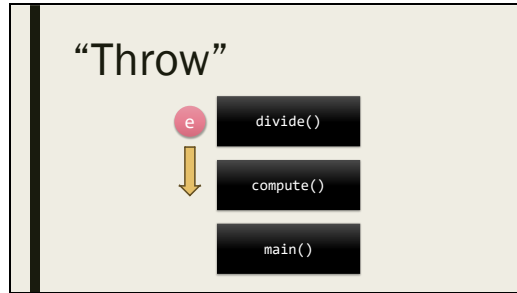 “Throw”
e
divide()
compute()
main()